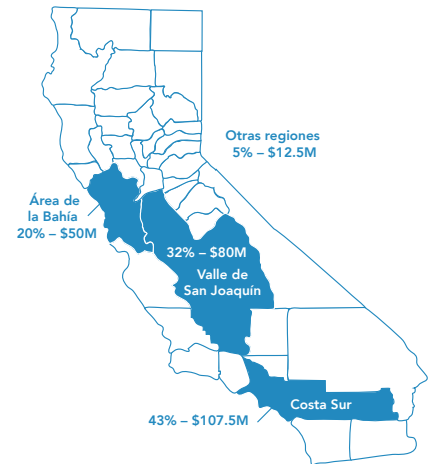 Otras regiones
5% – $12.5M
Área de
la Bahía
20% – $50M
32% – $80M
Valle de
San Joaquín
Costa Sur
43% – $107.5M